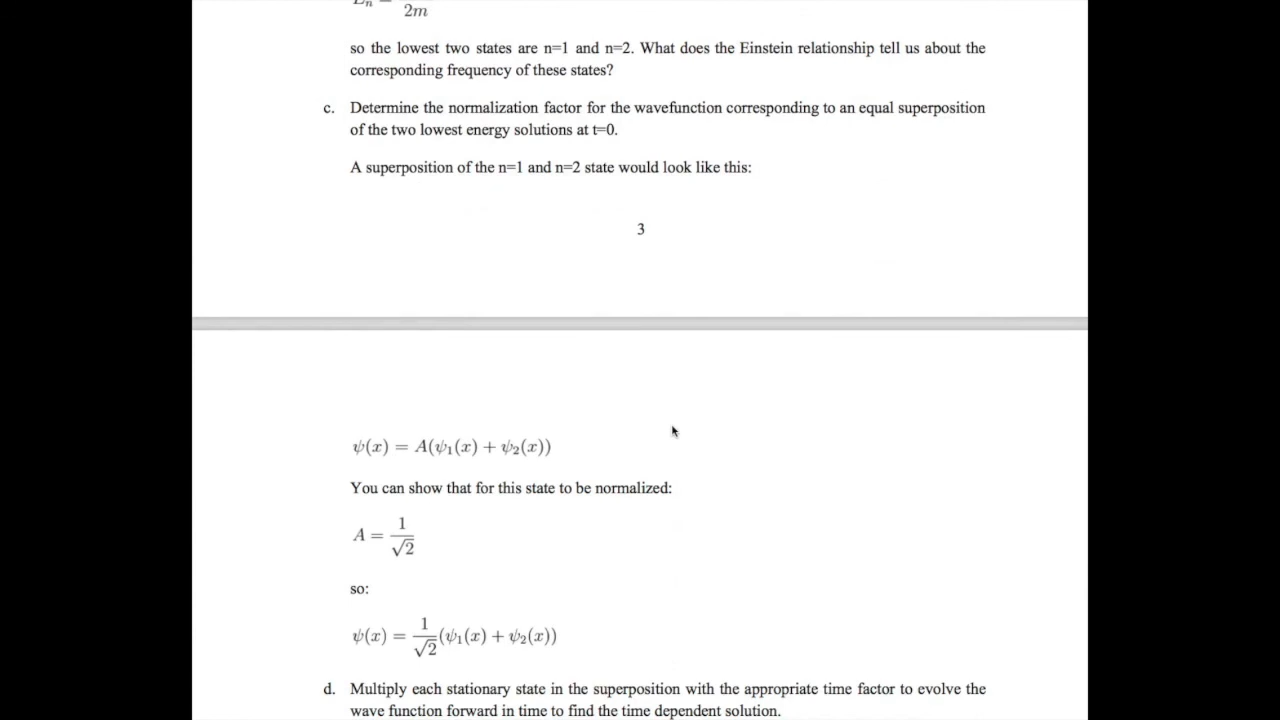 2m
so the lowest two states are n=1 and n=2. What does the Einstein relationship tell us about the
corresponding frequency of these states?
c. Determine the normalization factor for the wavefunction corresponding to an equal superposition
of the two lowest energy solutions at t=0.
A superposition of the n=1 and n=2 state would look like this:
3
ψ(x) = A(ψ₁(x) + ψ₂(x))
You can show that for this state to be normalized:
A = 1/√2
so:
ψ(x) = 1/√2 (ψ₁(x) + ψ₂(x))
d. Multiply each stationary state in the superposition with the appropriate time factor to evolve the
wave function forward in time to find the time dependent solution.